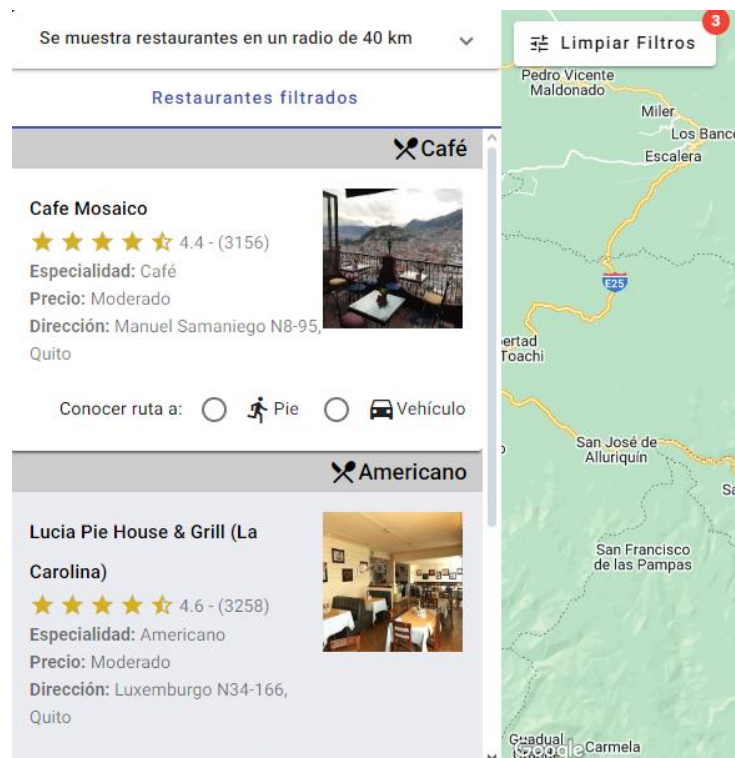 Se muestra restaurantes en un radio de 40 km
Restaurantes filtrados
Café
Cafe Mosaico
4.4 - (3156)
Especialidad: Café
Precio: Moderado
Dirección: Manuel Samaniego N8-95,
Quito
Conocer ruta a: Pie Vehículo
Americano
Lucia Pie House & Grill (La
Carolina)
4.6 - (3258)
Especialidad: Americano
Precio: Moderado
Dirección: Luxemburgo N34-166,
Quito
3
Limpiar Filtros
Pedro Vicente
Maldonado
Miler
Los Banc
Escalera
E25
ertad
Toachi
San José de
Alluriquín
Sa
San Francisco
de las Pampas
Guadual
Google
Carmela